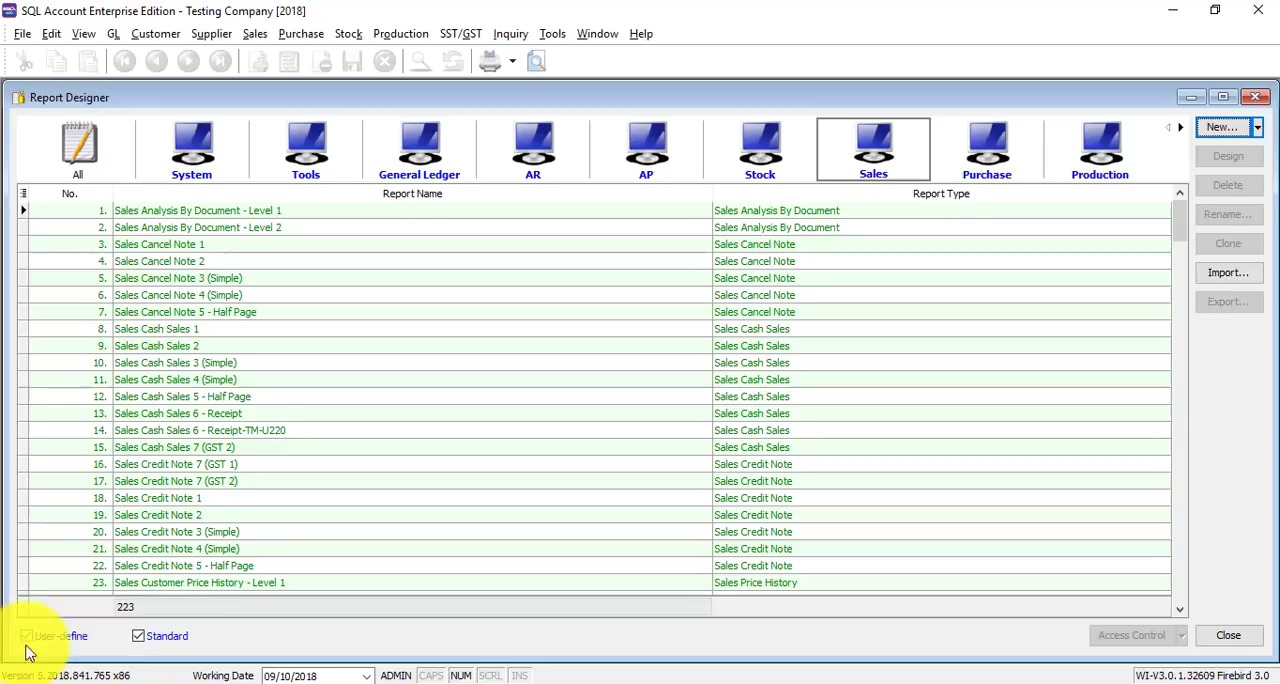 SQL Account Enterprise Edition - Testing Company [2018]
File Edit View GL Customer Supplier Sales Purchase Stock Production SST/GST Inquiry Tools Window Help
Report Designer
All System Tools General Ledger AR AP Stock Sales Purchase Production
New...
Design
Delete
Rename...
Clone
Import...
Export...
No. Report Name Report Type
1. Sales Analysis By Document - Level 1 Sales Analysis By Document
2. Sales Analysis By Document - Level 2 Sales Analysis By Document
3. Sales Cancel Note 1 Sales Cancel Note
4. Sales Cancel Note 2 Sales Cancel Note
5. Sales Cancel Note 3 (Simple) Sales Cancel Note
6. Sales Cancel Note 4 (Simple) Sales Cancel Note
7. Sales Cancel Note 5 - Half Page Sales Cancel Note
8. Sales Cash Sales 1 Sales Cash Sales
9. Sales Cash Sales 2 Sales Cash Sales
10. Sales Cash Sales 3 (Simple) Sales Cash Sales
11. Sales Cash Sales 4 (Simple) Sales Cash Sales
12. Sales Cash Sales 5 - Half Page Sales Cash Sales
13. Sales Cash Sales 6 - Receipt Sales Cash Sales
14. Sales Cash Sales 6 - Receipt-TM-U220 Sales Cash Sales
15. Sales Cash Sales 7 (GST 2) Sales Cash Sales
16. Sales Credit Note 7 (GST 1) Sales Credit Note
17. Sales Credit Note 7 (GST 2) Sales Credit Note
18. Sales Credit Note 1 Sales Credit Note
19. Sales Credit Note 2 Sales Credit Note
20. Sales Credit Note 3 (Simple) Sales Credit Note
21. Sales Credit Note 4 (Simple) Sales Credit Note
22. Sales Credit Note 5 - Half Page Sales Credit Note
23. Sales Customer Price History - Level 1 Sales Price History
223
User-define Standard Access Control Close
Version 5.2018.841.765 x86 Working Date 09/10/2018 ADMIN CAPS NUM SCRL INS WI-V3.0.1.32609 Firebird 3.0